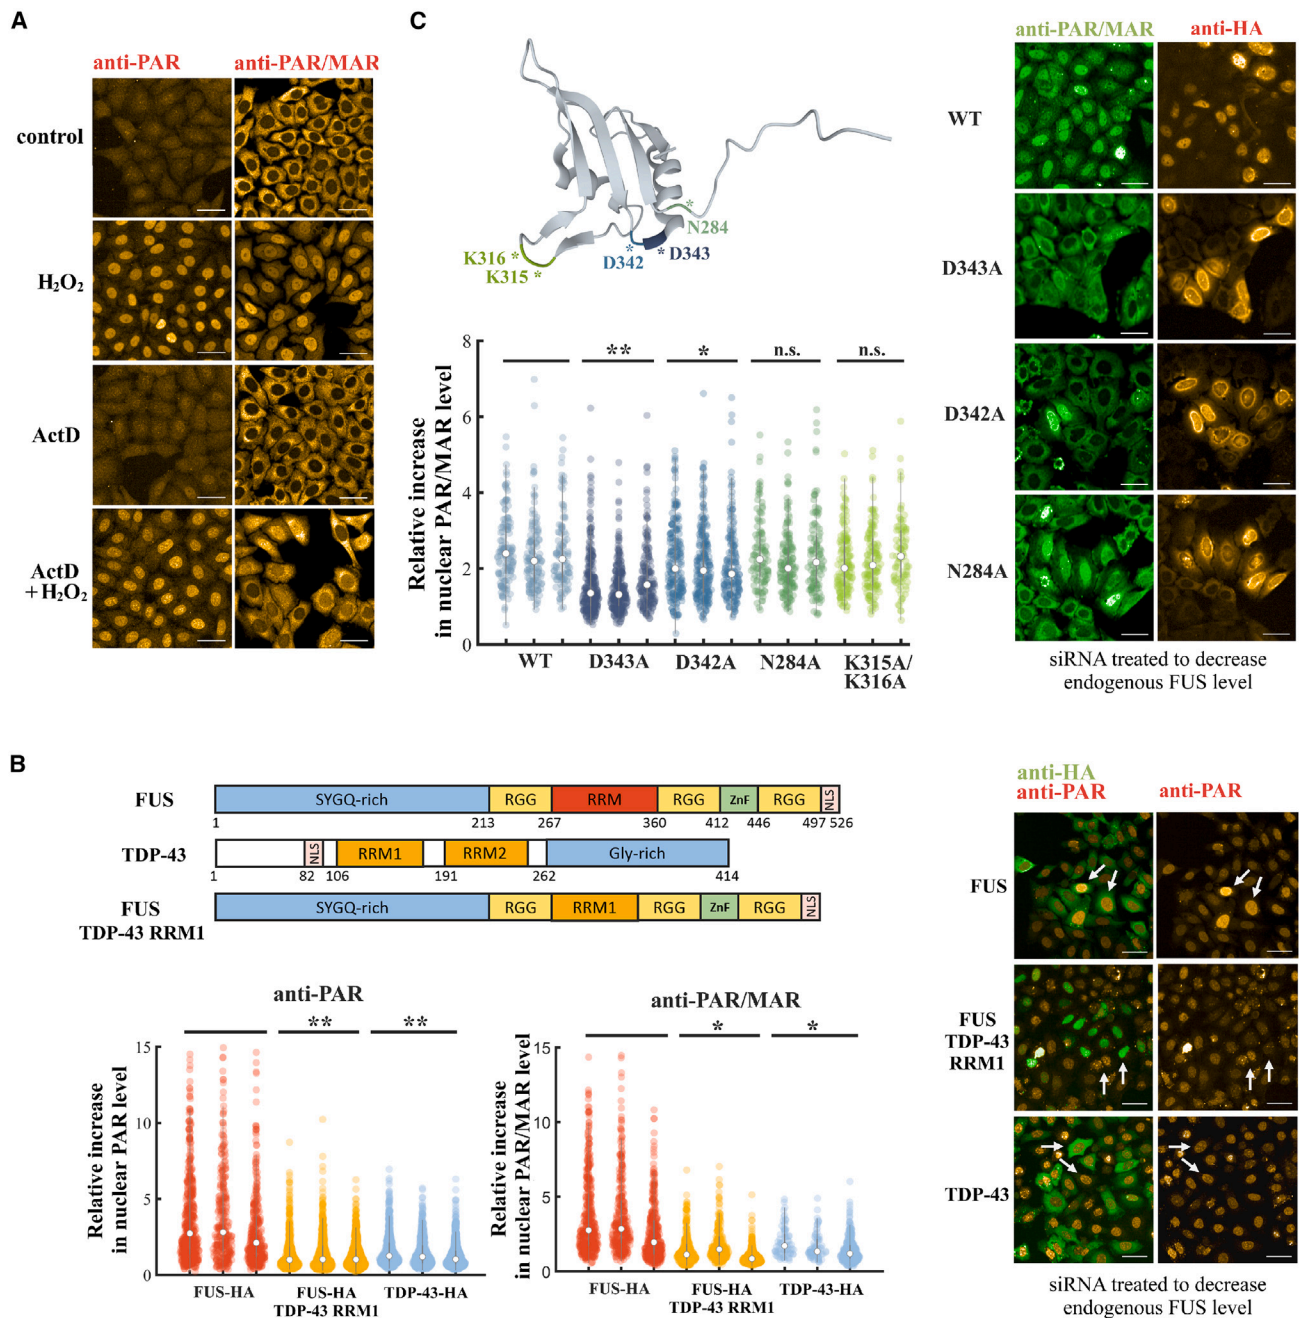 A
anti-PAR
anti-PAR/MAR
control
H₂O₂
ActD
ActD
+H₂O₂
C
N284
K316 *
K315 *
D342
* D343
*
*
8
6
4
2
0
Relative increase
in nuclear PAR/MAR level
**
*
n.s.
n.s.
WT
D343A
D342A
N284A
K315A/
K316A
anti-PAR/MAR
anti-HA
WT
D343A
D342A
N284A
siRNA treated to decrease
endogenous FUS level
B
FUS
SYGQ-rich
RGG
RRM
RGG
ZnF
RGG
NLS
1
213
267
360
412
446
497
526
TDP-43
NLS
RRM1
RRM2
Gly-rich
1
82
106
191
262
414
FUS
TDP-43 RRM1
SYGQ-rich
RGG
RRM1
RGG
ZnF
RGG
NLS
anti-PAR
**
**
15
10
5
0
Relative increase
in nuclear PAR level
FUS-HA
FUS-HA
TDP-43 RRM1
TDP-43-HA
anti-PAR/MAR
*
*
15
10
5
0
Relative increase
in nuclear PAR/MAR level
FUS-HA
FUS-HA
TDP-43 RRM1
TDP-43-HA
anti-HA
anti-PAR
anti-PAR
FUS
FUS
TDP-43
RRM1
TDP-43
siRNA treated to decrease
endogenous FUS level